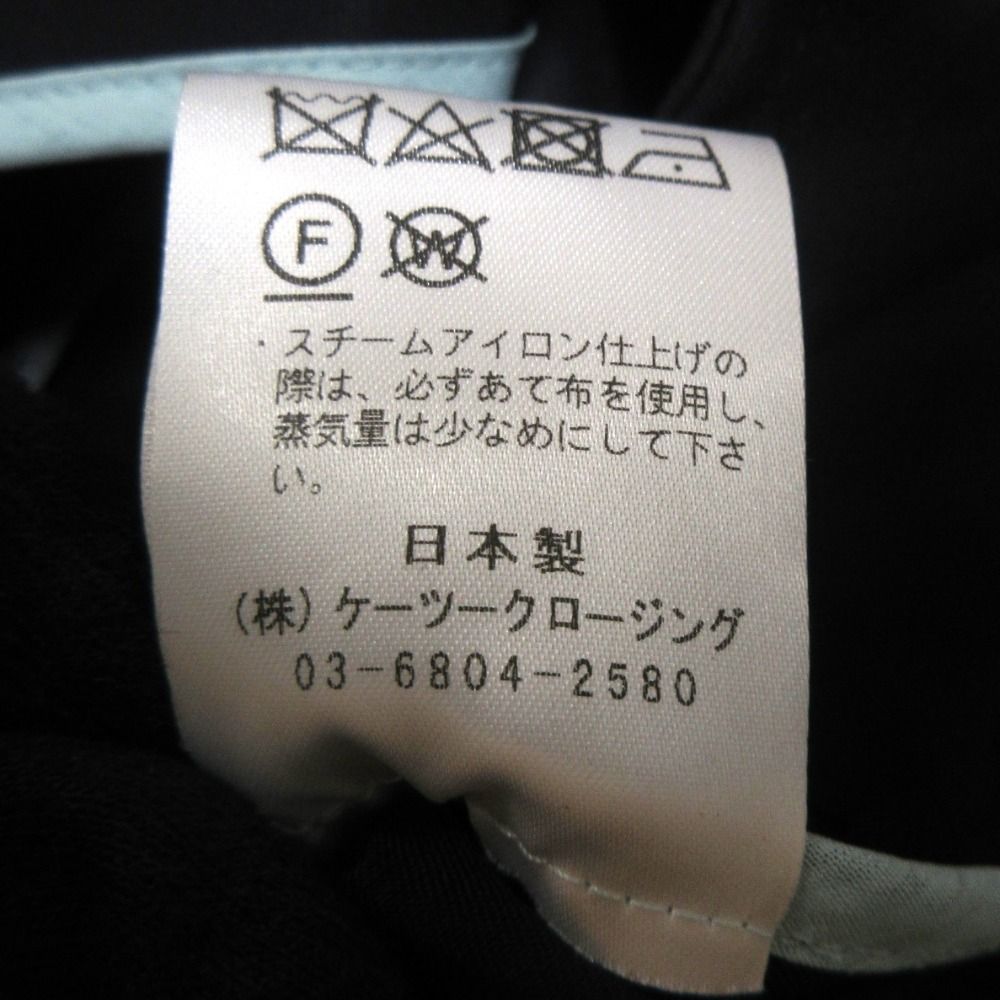 F W
・スチームアイロン仕上げの
際は、必ずあて布を使用し、
蒸気量は少なめにして下さ
い。
日本製
(株)ケーツークロージング
03-6804-2580